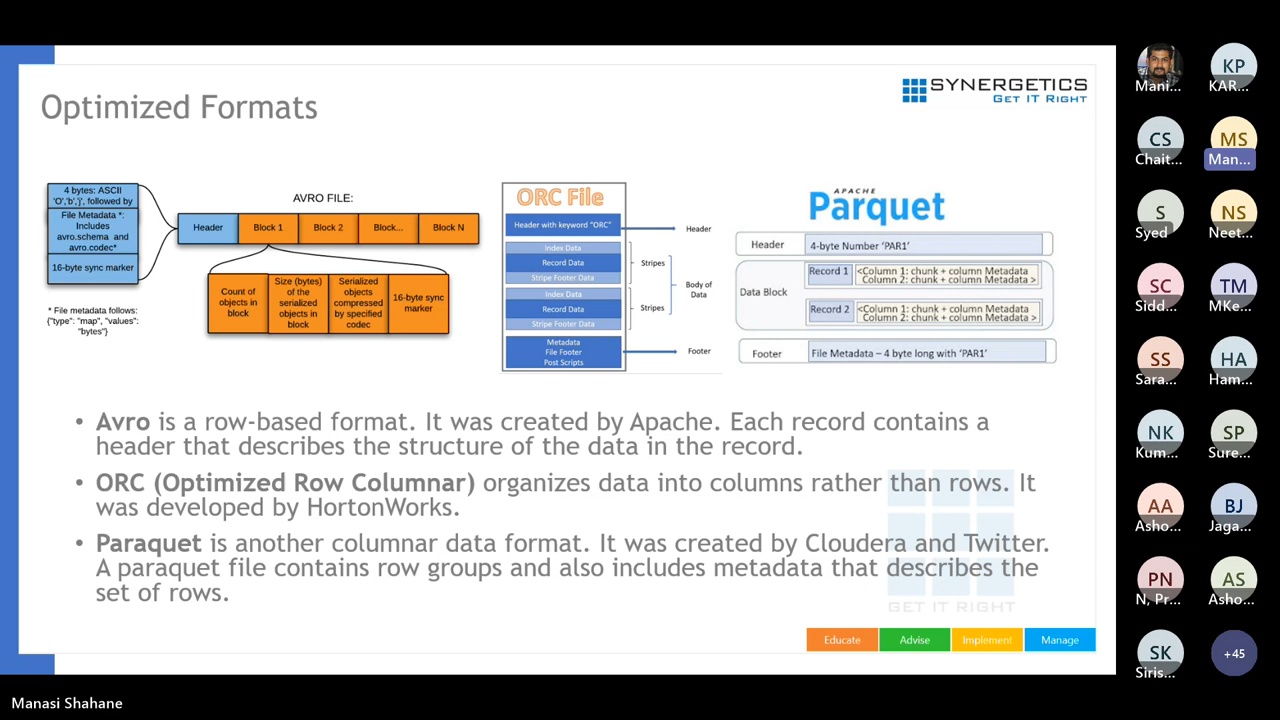 SYNERGETICS
GET IT RIGHT
Optimized Formats
4 bytes: ASCII
'O','b','j', followed by
File Metadata *:
Includes
avro.schema and
avro.codec*
16-byte sync marker
* File metadata follows:
{"type": "map", "values":
"bytes"}
AVRO FILE:
Header
Block 1
Block 2
Block...
Block N
Count of
objects in
block
Size (bytes)
of the
serialized
objects in
block
Serialized
objects
compressed
by specified
codec
16-byte sync
marker
ORC File
Header with keyword "ORC"
Index Data
Record Data
Stripe Footer Data
Index Data
Record Data
Stripe Footer Data
Metadata
File Footer
Post Scripts
Header
Stripes
Stripes
Body of
Data
Footer
APACHE
Parquet
Header
4-byte Number 'PAR1'
Data Block
Record 1
<Column 1: chunk + column Metadata
Column 2: chunk + column Metadata >
Record 2
<Column 1: chunk + column Metadata
Column 2: chunk + column Metadata >
Footer
File Metadata – 4 byte long with 'PAR1'
• Avro is a row-based format. It was created by Apache. Each record contains a
header that describes the structure of the data in the record.
• ORC (Optimized Row Columnar) organizes data into columns rather than rows. It
was developed by HortonWorks.
• Paraquet is another columnar data format. It was created by Cloudera and Twitter.
A paraquet file contains row groups and also includes metadata that describes the
set of rows.
GET IT RIGHT
Educate
Advise
Implement
Manage
Manasi Shahane
Mani...
KP
KAR...
CS
Chait...
MS
Man...
S
Syed
NS
Neet...
SC
Sidd...
TM
MKe...
SS
Sara...
HA
Ham...
NK
Kum...
SP
Sure...
AA
Asho...
BJ
Jaga...
PN
N, Pr...
AS
Asho...
SK
Siris...
+45